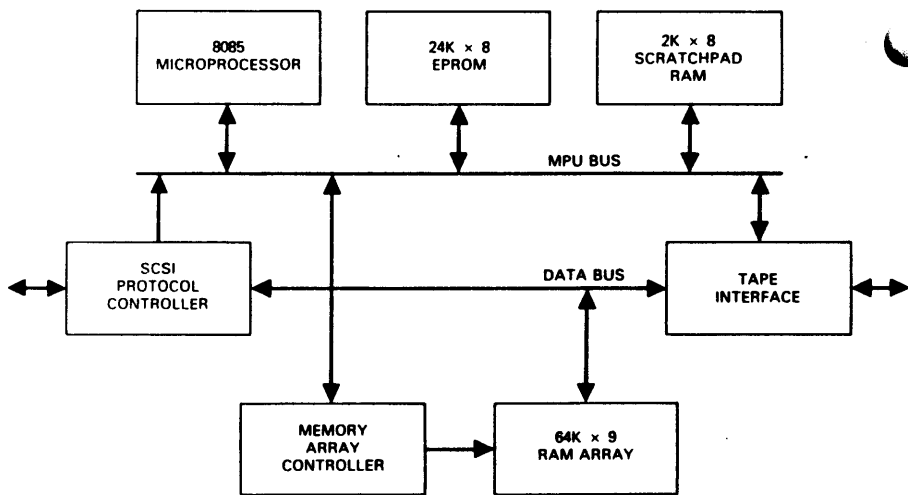 8085
MICROPROCESSOR
24K × 8
EPROM
2K × 8
SCRATCHPAD
RAM
MPU BUS
SCSI
PROTOCOL
CONTROLLER
DATA BUS
TAPE
INTERFACE
MEMORY
ARRAY
CONTROLLER
64K × 9
RAM ARRAY